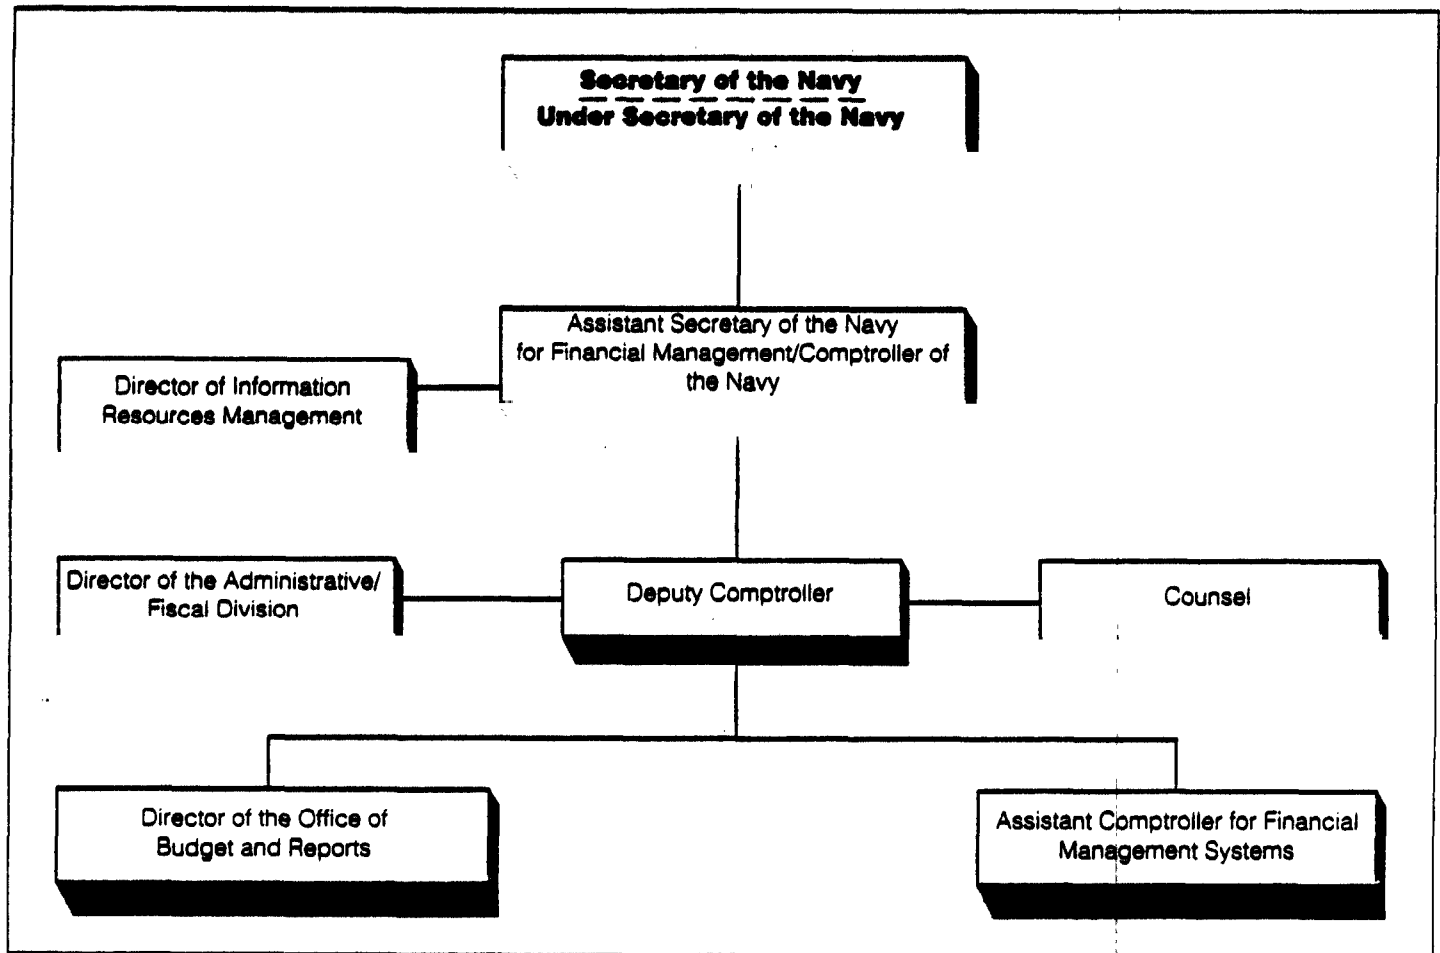 Secretary of the Navy
Under Secretary of the Navy
Assistant Secretary of the Navy
for Financial Management/Comptroller of
the Navy
Director of Information
Resources Management
Director of the Administrative/
Fiscal Division
Deputy Comptroller
Counsel
Director of the Office of
Budget and Reports
Assistant Comptroller for Financial
Management Systems